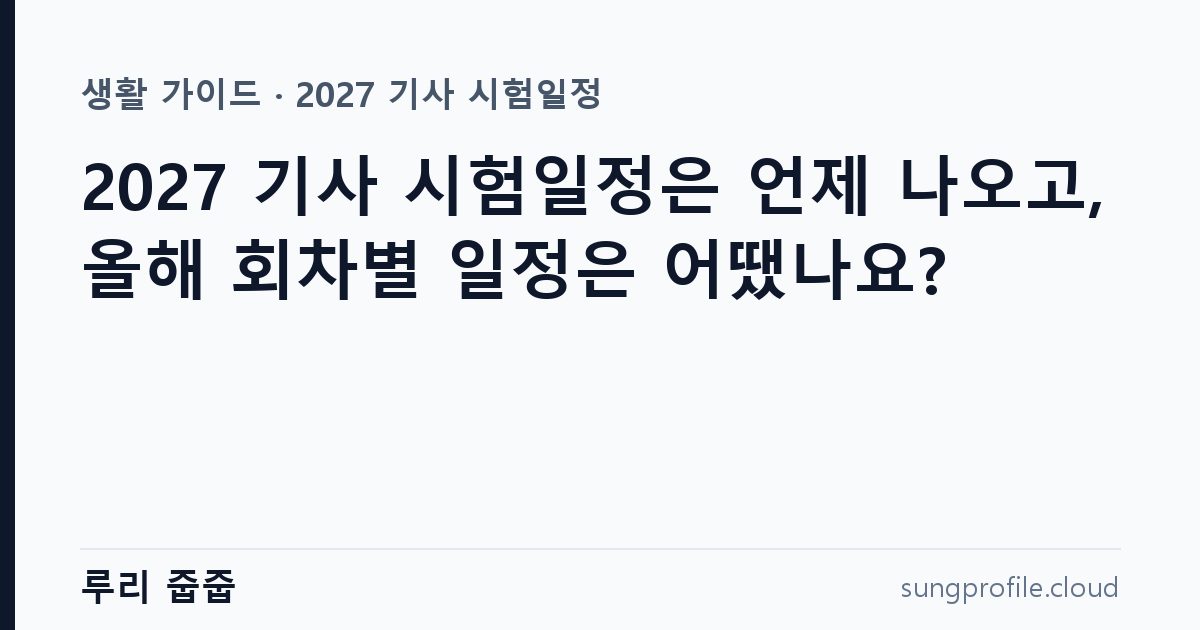 생활 가이드 · 2027 기사 시험일정
2027 기사 시험일정은 언제 나오고,
올해 회차별 일정은 어땠나요?
루리 줍줍
sungprofile.cloud